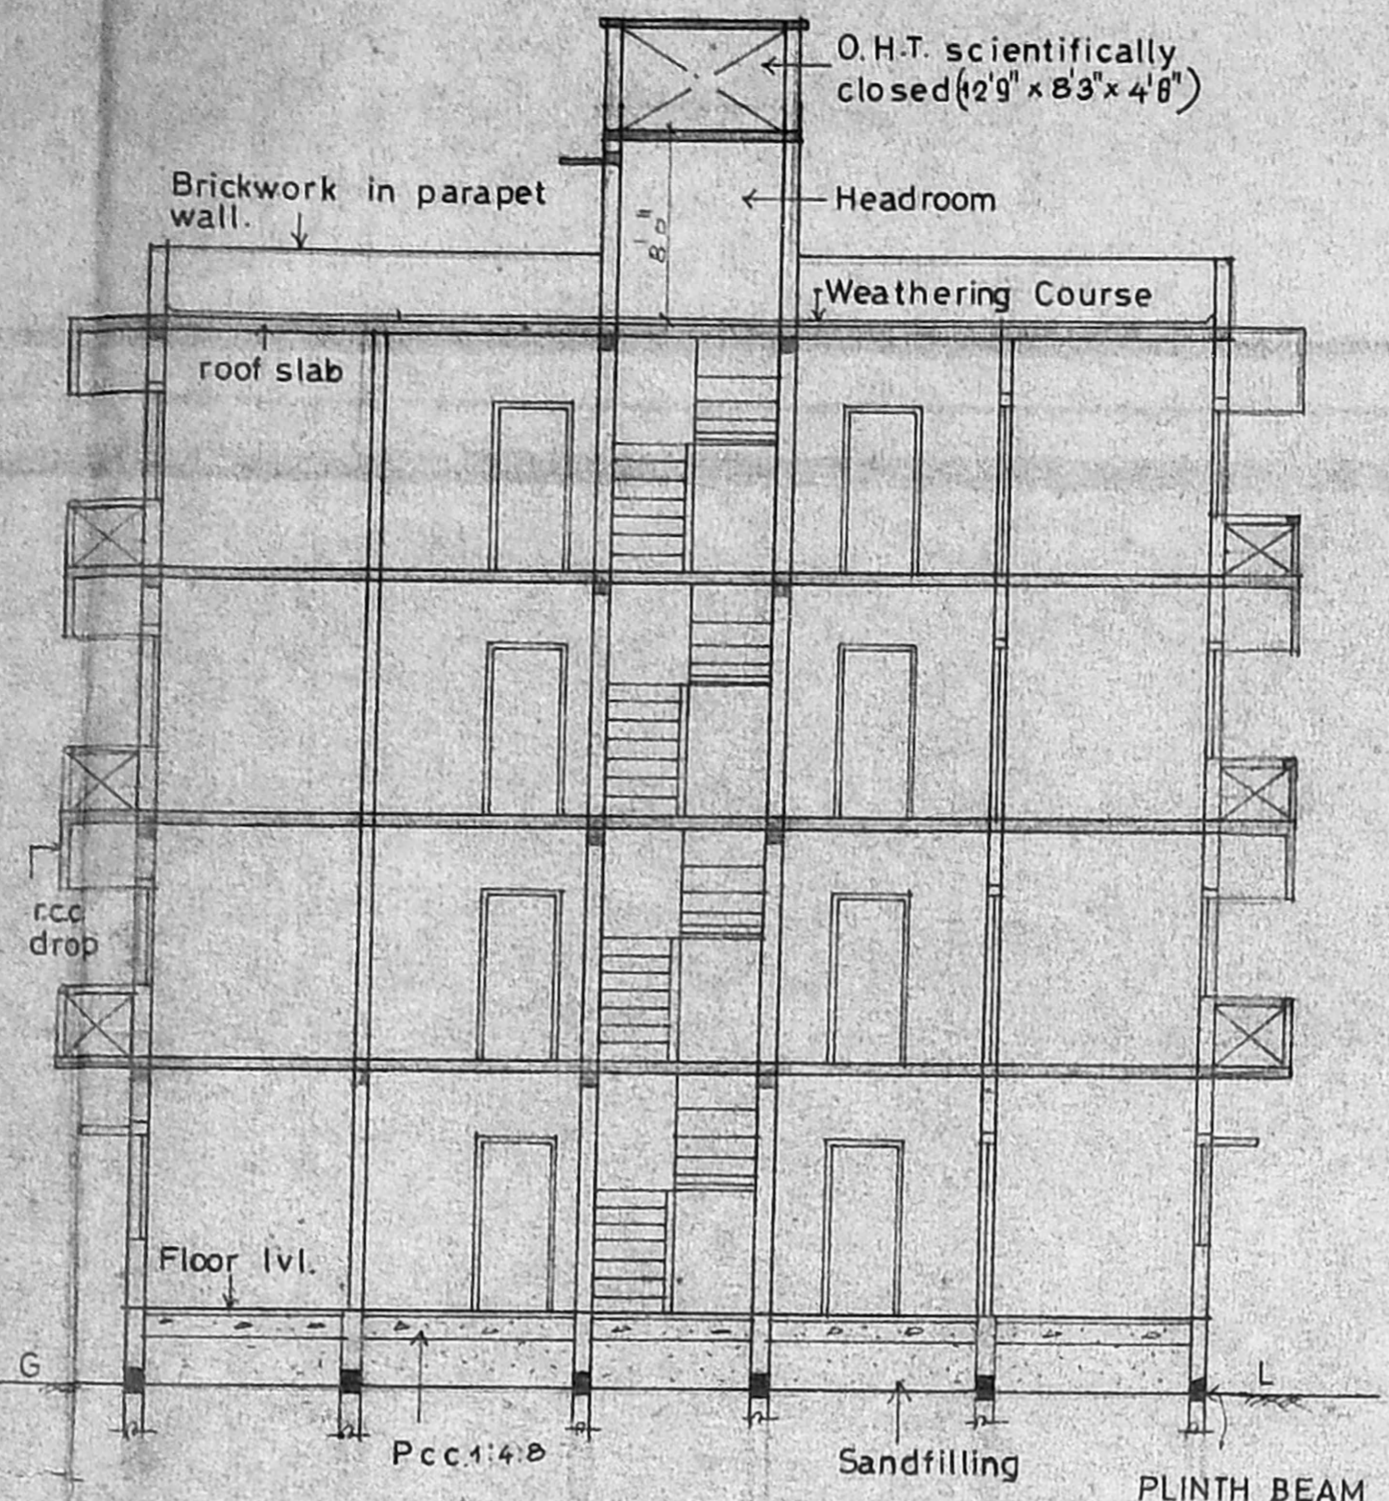 O.H.T. scientifically
closed (12'9" x 8'3" x 4'6")
Brickwork in parapet
wall.
Headroom
8'0"
Weathering Course
roof slab
r.c.c
drop
Floor lvl.
G
L
Pcc.1:4:8
Sandfilling
PLINTH BEAM